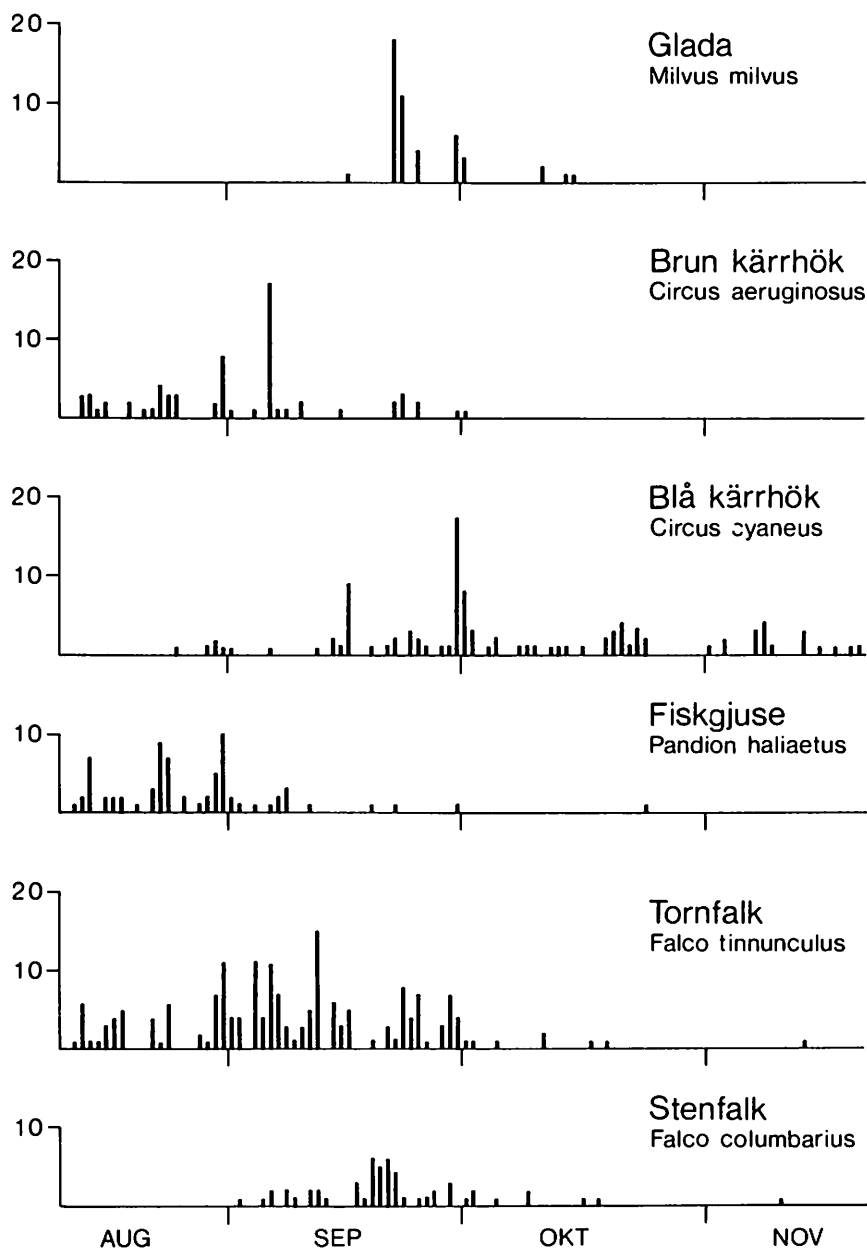 20
10
Glada
Milvus milvus
20
10
Brun kärrhök
Circus aeruginosus
20
10
Blå kärrhök
Circus cyaneus
10
Fiskgjuse
Pandion haliaetus
20
10
Tornfalk
Falco tinnunculus
10
Stenfalk
Falco columbarius
AUG SEP OKT NOV